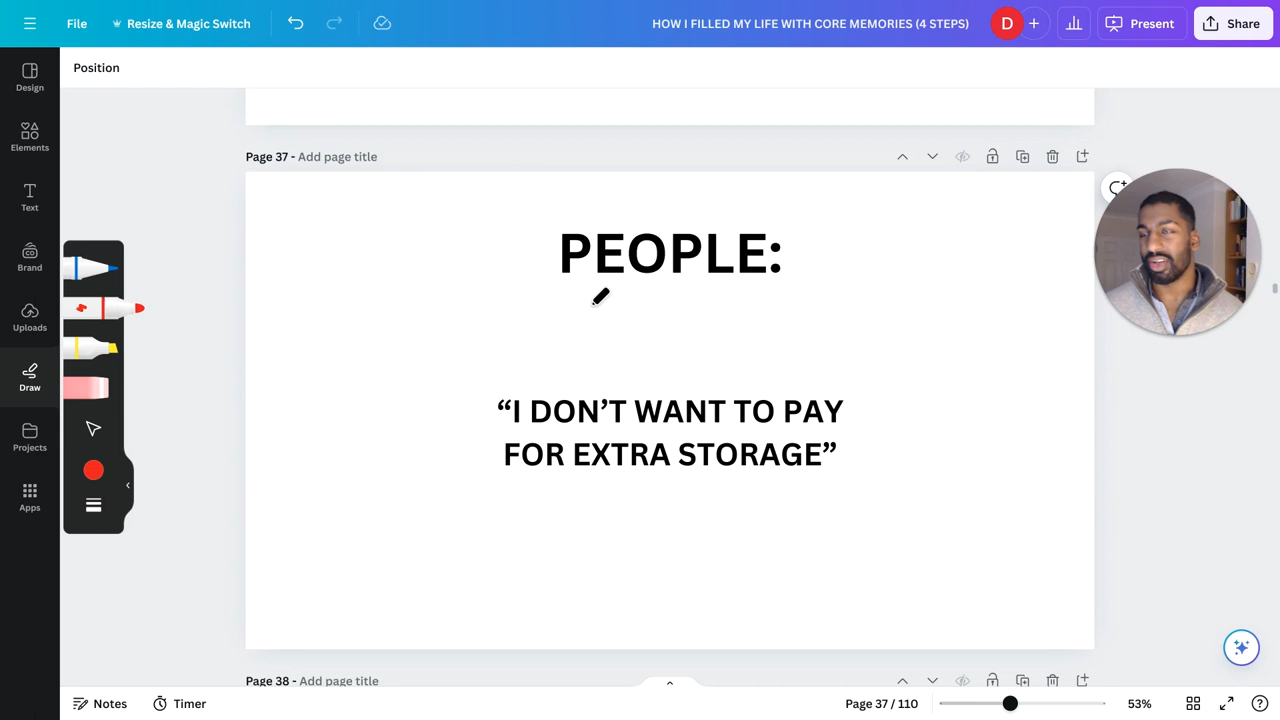 File
Resize & Magic Switch
HOW I FILLED MY LIFE WITH CORE MEMORIES (4 STEPS)
D
Present
Share
Position
Design
Elements
Text
Brand
Uploads
Draw
Projects
Apps
Page 37 - Add page title
PEOPLE:
“I DON’T WANT TO PAY
FOR EXTRA STORAGE”
Page 38 - Add page title
Notes
Timer
Page 37 / 110
53%